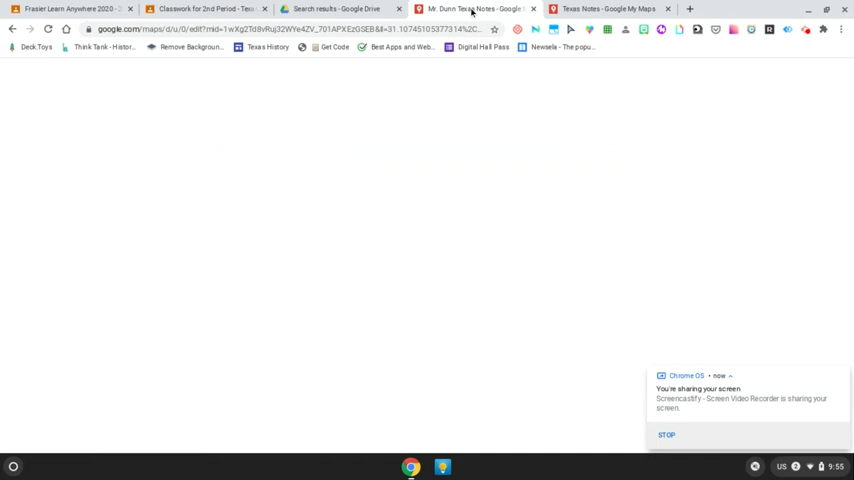 Frasier Learn Anywhere 2020 - 2
Classwork for 2nd Period - Texa
Search results - Google Drive
Mr. Dunn Texas Notes - Google
Texas Notes - Google My Maps
google.com/maps/d/u/0/edit?mid=1wXg2Td8vRuj32WYe4ZV_701APXEzGSEB&ll=31.10745105377314%2C...
Deck.Toys
Think Tank - Histor...
Remove Backgroun...
Texas History
Get Code
Best Apps and Web...
Digital Hall Pass
Newsela - The popu...
Chrome OS • now
You're sharing your screen
Screencastify - Screen Video Recorder is sharing your
screen.
STOP
US 2 9:55